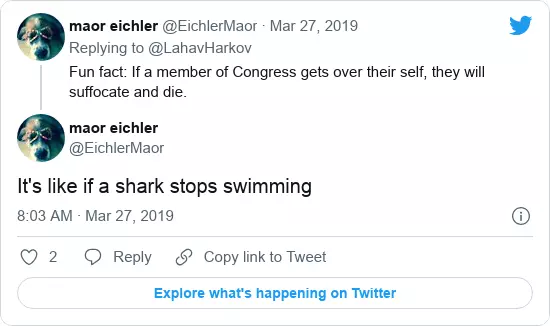 maor eichler @EichlerMaor · Mar 27, 2019
Replying to @LahavHarkov
Fun fact: If a member of Congress gets over their self, they will
suffocate and die.
maor eichler
@EichlerMaor
It's like if a shark stops swimming
8:03 AM · Mar 27, 2019
2 Reply Copy link to Tweet
Explore what's happening on Twitter